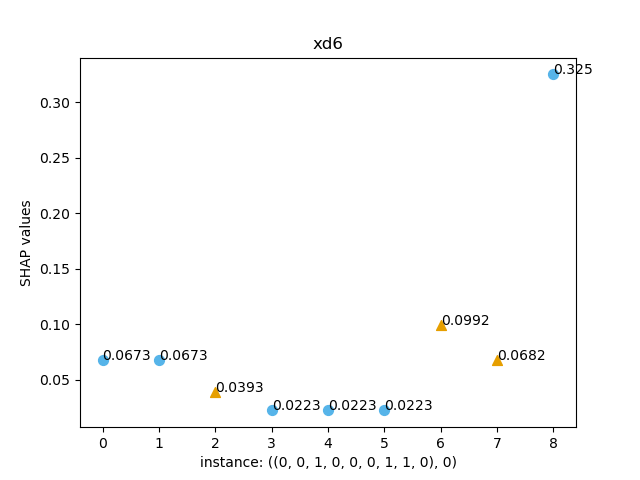 xd6
SHAP values
0.30
0.25
0.20
0.15
0.10
0.05
0.325
0.0992
0.0673 0.0673 0.0682
0.0393
0.0223 0.0223 0.0223
0 1 2 3 4 5 6 7 8
instance: ((0, 0, 1, 0, 0, 0, 1, 1, 0), 0)